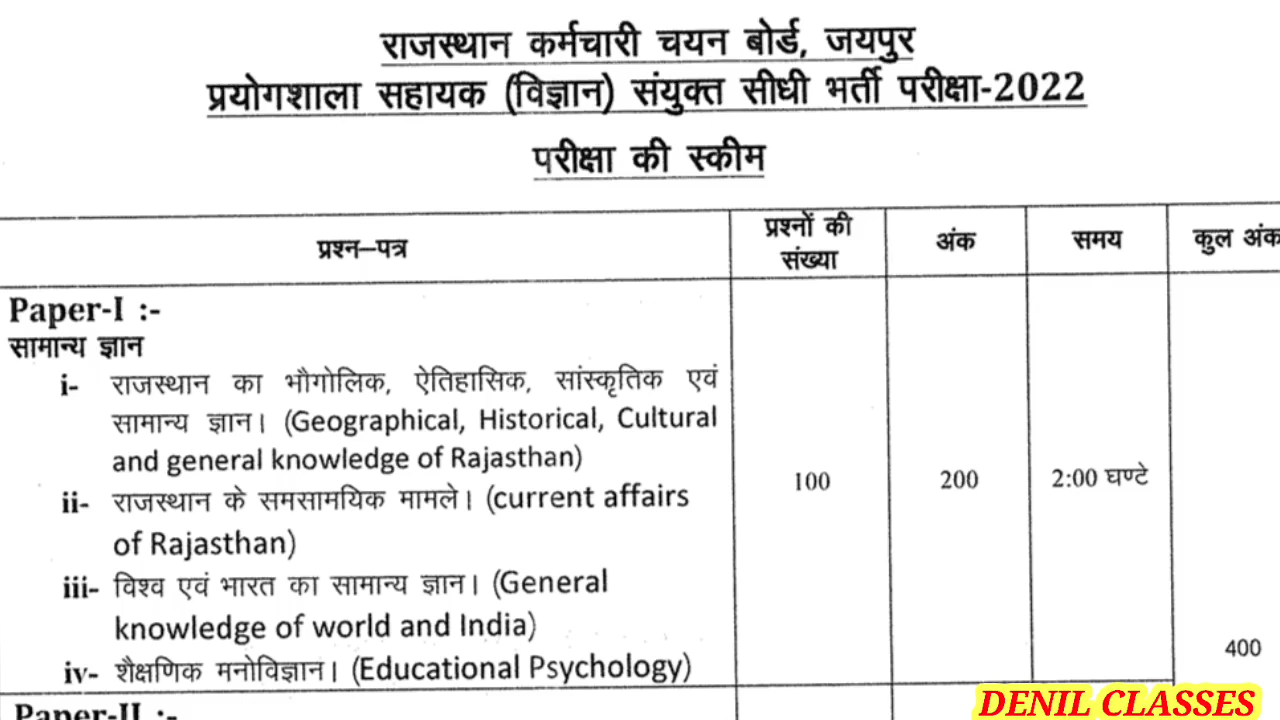 राजस्थान कर्मचारी चयन बोर्ड, जयपुर
प्रयोगशाला सहायक (विज्ञान) संयुक्त सीधी भर्ती परीक्षा-2022
परीक्षा की स्कीम
प्रश्न–पत्र
प्रश्नों की
संख्या
अंक
समय
कुल अंक
Paper-I :-
सामान्य ज्ञान
i- राजस्थान का भौगोलिक, ऐतिहासिक, सांस्कृतिक एवं
सामान्य ज्ञान। (Geographical, Historical, Cultural
and general knowledge of Rajasthan)
ii- राजस्थान के समसामयिक मामले। (current affairs
of Rajasthan)
iii- विश्व एवं भारत का सामान्य ज्ञान। (General
knowledge of world and India)
iv- शैक्षणिक मनोविज्ञान। (Educational Psychology)
100
200
2:00 घण्टे
400
Paper-II :-
DENIL CLASSES